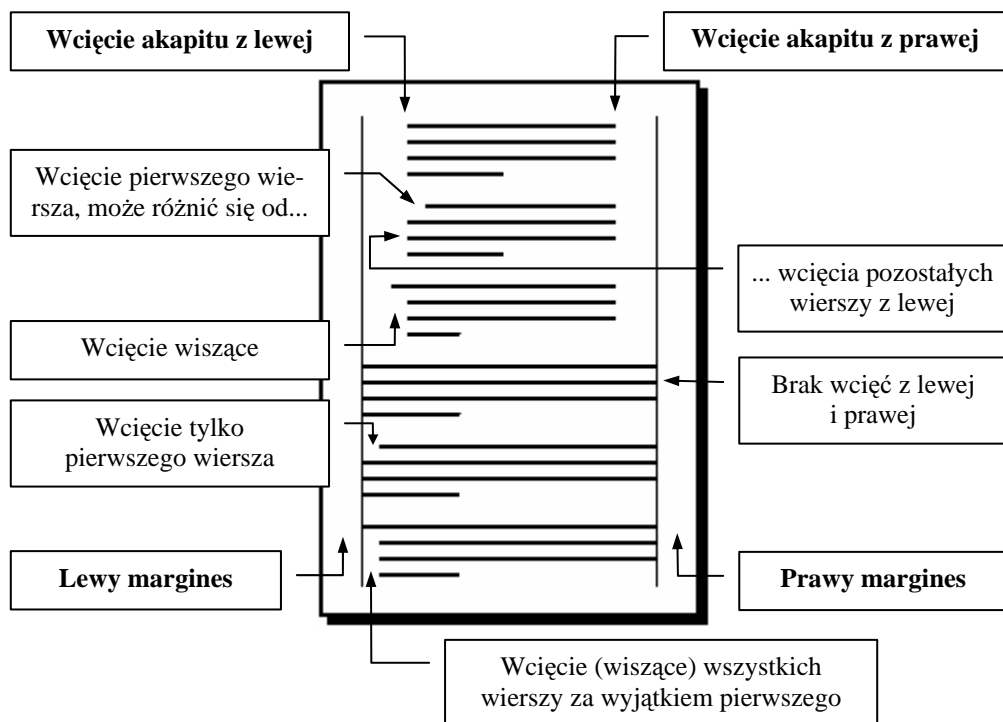 Wcięcie akapitu z lewej
Wcięcie akapitu z prawej
Wcięcie pierwszego wie-
rsza, może różnić się od...
... wcięcia pozostałych
wierszy z lewej
Wcięcie wiszące
Brak wcięć z lewej
i prawej
Wcięcie tylko
pierwszego wiersza
Lewy margines
Prawy margines
Wcięcie (wiszące) wszystkich
wierszy za wyjątkiem pierwszego